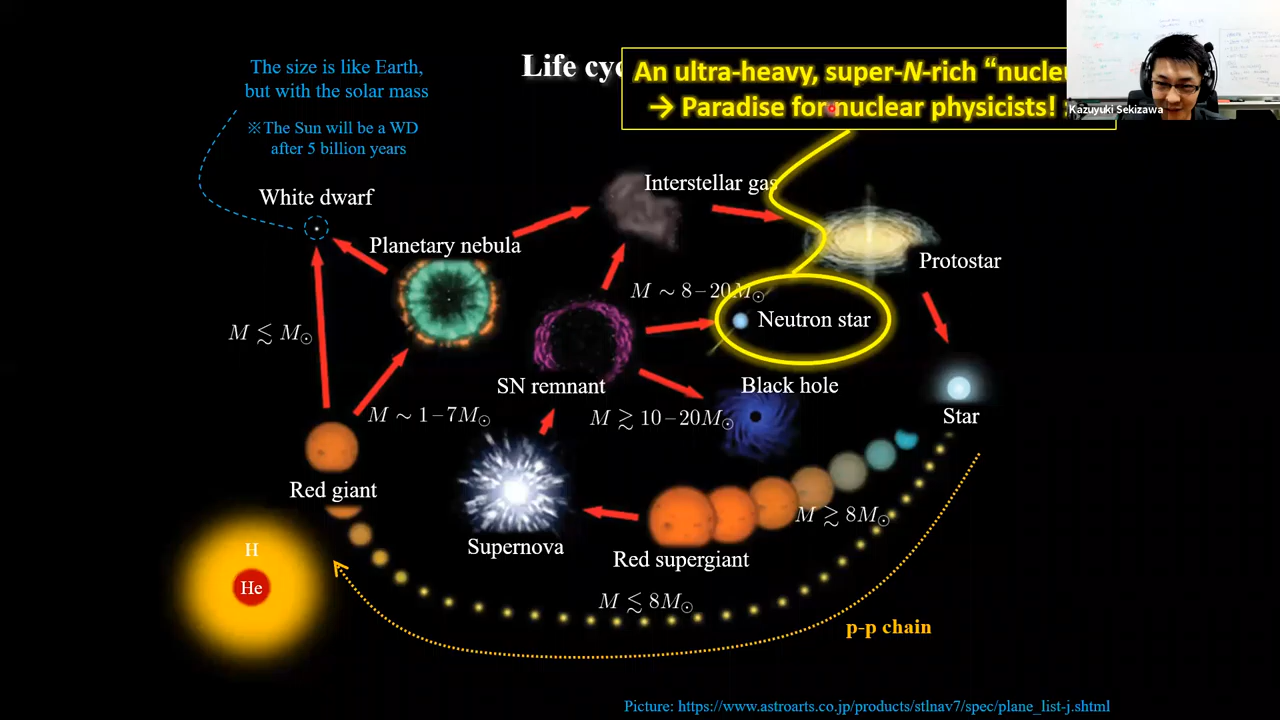 The size is like Earth,
but with the solar mass
※The Sun will be a WD
after 5 billion years
Life
An ultra-heavy, super-N-rich
→ Paradise for nuclear physicists!
Kazuyuki Sekizawa
White dwarf
Interstellar gas
Planetary nebula
Protostar
M ~ 8–20M⊙
Neutron star
M ≲ M⊙
SN remnant
Black hole
M ~ 1–7M⊙
M ≳ 10–20M⊙
Star
Red giant
M ≳ 8M⊙
Supernova
Red supergiant
H
He
M ≲ 8M⊙
p-p chain
Picture: https://www.astroarts.co.jp/products/stlnav7/spec/plane_list-j.shtml